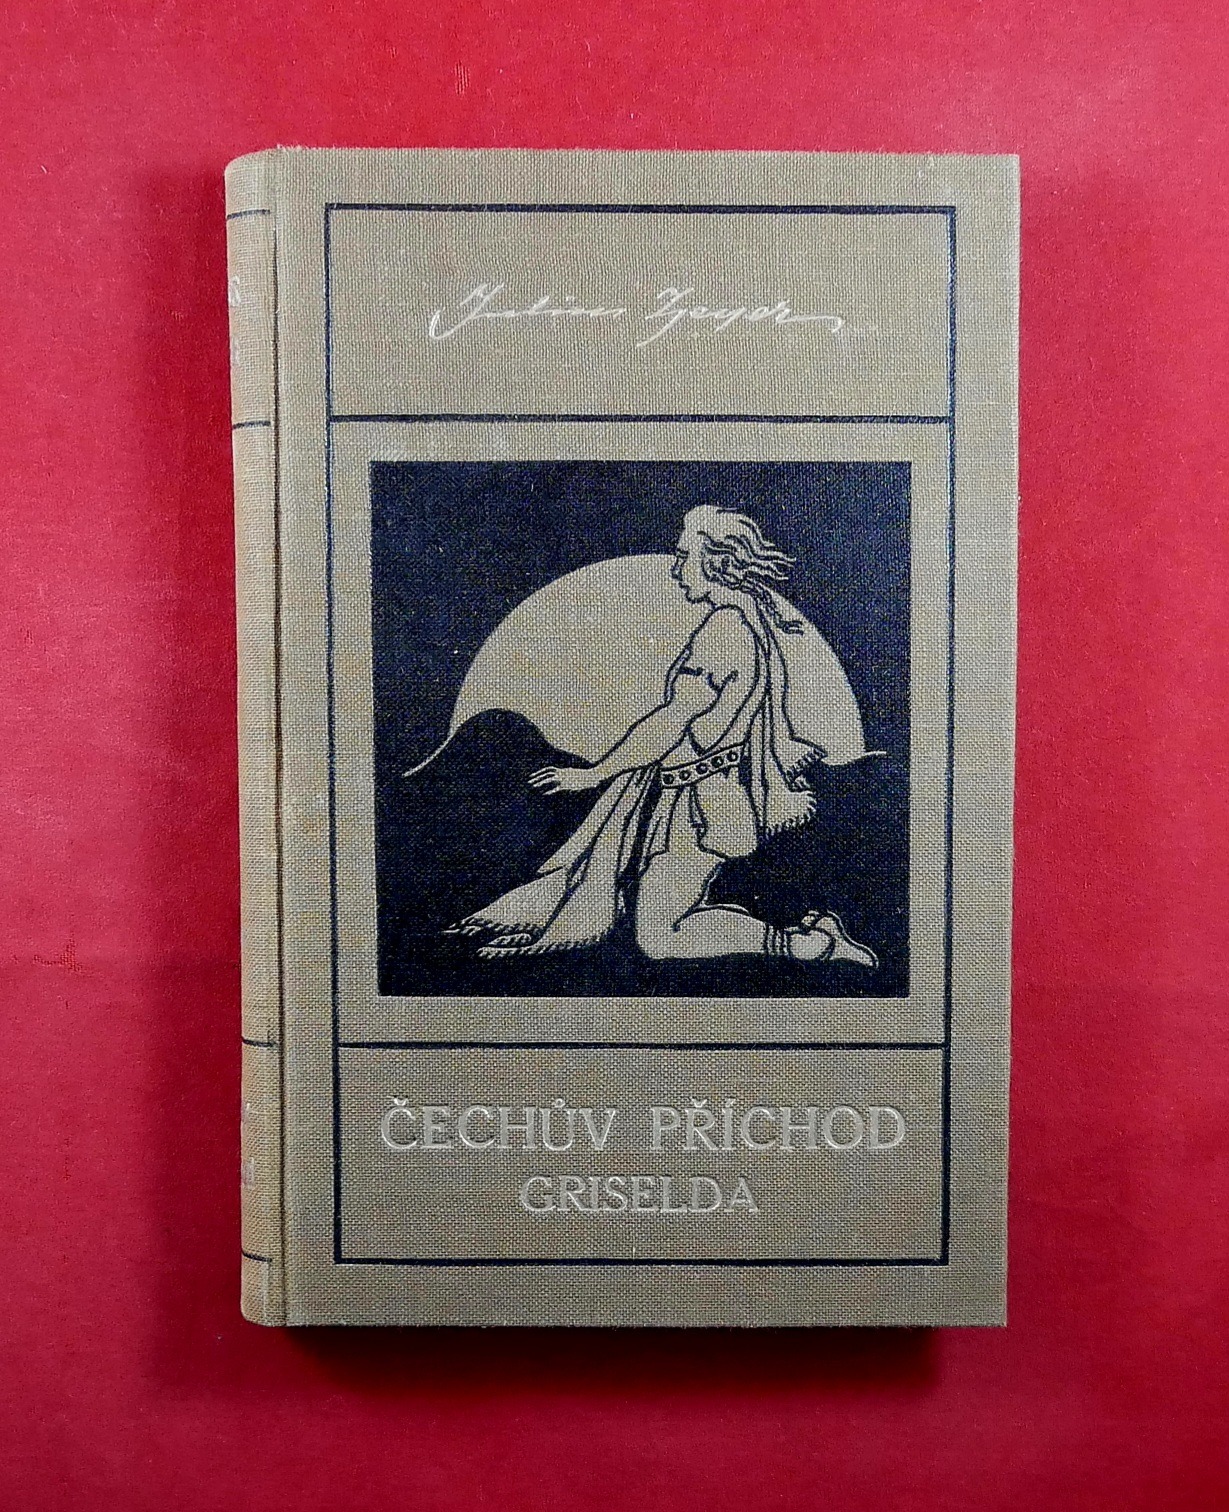 Julius Zeyer
ČECHŮV PŘÍCHOD
GRISELDA